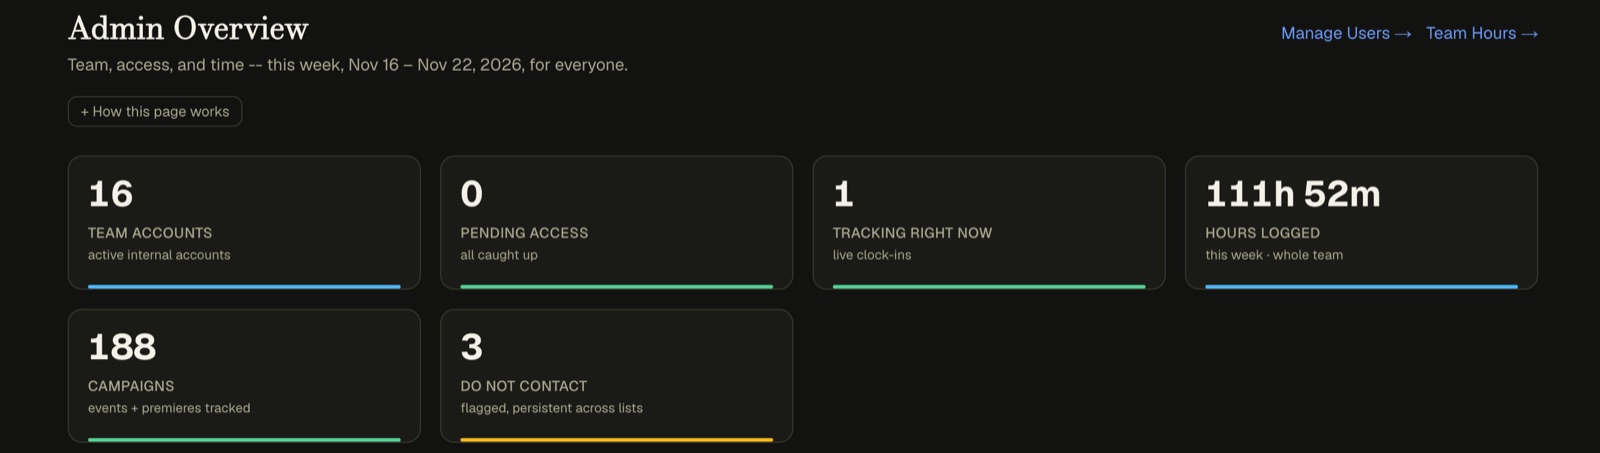 Admin Overview
Manage Users → Team Hours →
Team, access, and time -- this week, Nov 16 – Nov 22, 2026, for everyone.
+ How this page works
16
TEAM ACCOUNTS
active internal accounts
0
PENDING ACCESS
all caught up
1
TRACKING RIGHT NOW
live clock-ins
111h 52m
HOURS LOGGED
this week · whole team
188
CAMPAIGNS
events + premieres tracked
3
DO NOT CONTACT
flagged, persistent across lists